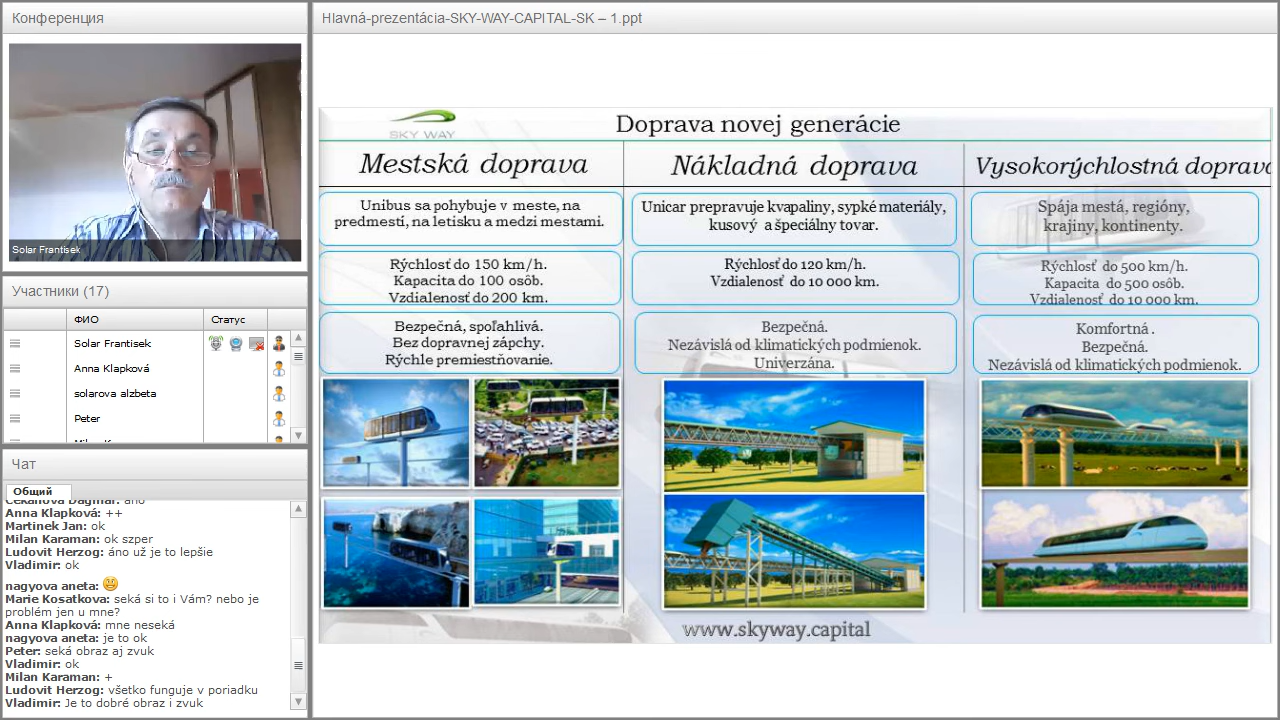 Конференция
Solar Frantisek
Участники (17)
ФИО
Статус
Solar Frantisek
Anna Klapková
solarova alzbeta
Peter
Чат
Общий
Anna Klapková: ++
Martinek Jan: ok
Milan Karaman: ok szper
Ludovit Herzog: áno už je to lepšie
Vladimir: ok
nagyova aneta:
Marie Kosatkova: seká si to i Vám? nebo je
problém jen u mne?
Anna Klapková: mne neseká
nagyova aneta: je to ok
Peter: seká obraz aj zvuk
Vladimir: ok
Milan Karaman: +
Ludovit Herzog: všetko funguje v poriadku
Vladimir: Je to dobré obraz i zvuk
Hlavná-prezentácia-SKY-WAY-CAPITAL-SK – 1.ppt
SKY WAY
Doprava novej generácie
Mestská doprava
Unibus sa pohybuje v meste, na
predmestí, na letisku a medzi mestami.
Rýchlosť do 150 km/h.
Kapacita do 100 osôb.
Vzdialenosť do 200 km.
Bezpečná, spoľahlivá.
Bez dopravnej zápchy.
Rýchle premiestňovanie.
Nákladná doprava
Unicar prepravuje kvapaliny, sypké materiály,
kusový a špeciálny tovar.
Rýchlosť do 120 km/h.
Vzdialenosť do 10 000 km.
Bezpečná.
Nezávislá od klimatických podmienok.
Univerzána.
Vysokorýchlostná doprava
Spája mestá, regióny,
krajiny, kontinenty.
Rýchlosť do 500 km/h.
Kapacita do 500 osôb.
Vzdialenosť do 10 000 km.
Komfortná .
Bezpečná.
Nezávislá od klimatických podmienok.
www.skyway.capital